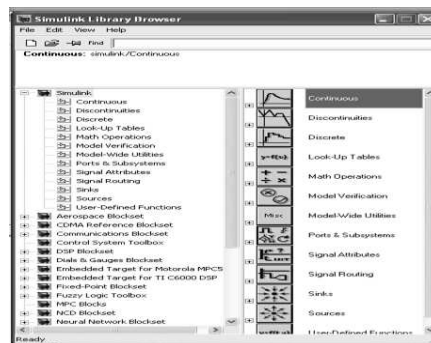 Simulink Library Browser
File Edit View Help
Find
Continuous: simulink/Continuous
Simulink
Continuous
Discontinuities
Discrete
Look-Up Tables
Math Operations
Model Verification
Model-Wide Utilities
Ports & Subsystems
Signal Attributes
Signal Routing
Sinks
Sources
User-Defined Functions
Aerospace Blockset
CDMA Reference Blockset
Communications Blockset
Control System Toolbox
DSP Blockset
Dials & Gauges Blockset
Embedded Target for Motorola MPC5
Embedded Target for TI C6000 DSP
Fixed-Point Blockset
Fuzzy Logic Toolbox
MPC Blocks
NCD Blockset
Neural Network Blockset
Continuous
Discontinuities
Discrete
y=f(u) Look-Up Tables
Math Operations
Model Verification
Misc Model-Wide Utilities
Ports & Subsystems
Signal Attributes
Signal Routing
Sinks
Sources
User-Defined Functions
Ready